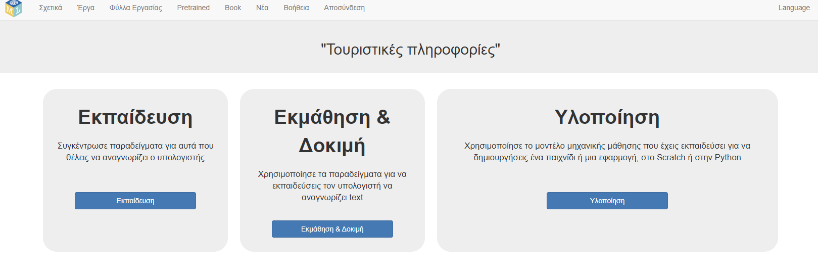 Σχετικά Έργα Φύλλα Εργασίας Pretrained Book Νέα Βοήθεια Αποσύνδεση Language
"Τουριστικές πληροφορίες"
Εκπαίδευση
Συγκέντρωσε παραδείγματα για αυτά που
θέλεις να αναγνωρίζει ο υπολογιστής
Εκπαίδευση
Εκμάθηση &
Δοκιμή
Χρησιμοποίησε τα παραδείγματα για να
εκπαιδεύσεις τον υπολογιστή να
αναγνωρίζει text
Εκμάθηση & Δοκιμή
Υλοποίηση
Χρησιμοποίησε το μοντέλο μηχανικής μάθησης που έχεις εκπαιδεύσει για να
δημιουργήσεις ένα παιχνίδι ή μια εφαρμογή, στο Scratch ή στην Python
Υλοποίηση